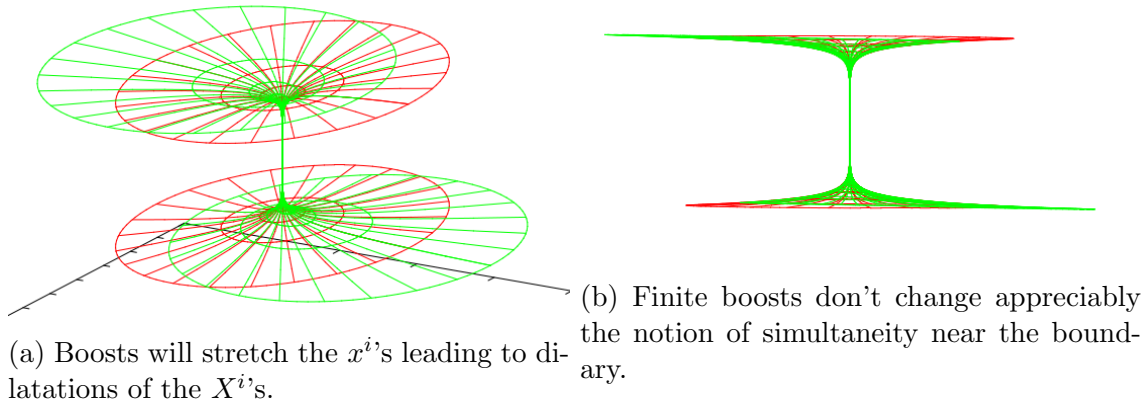 (a) Boosts will stretch the $x^i$'s leading to di-
latations of the $X^i$'s.
(b) Finite boosts don't change appreciably
the notion of simultaneity near the bound-
ary.